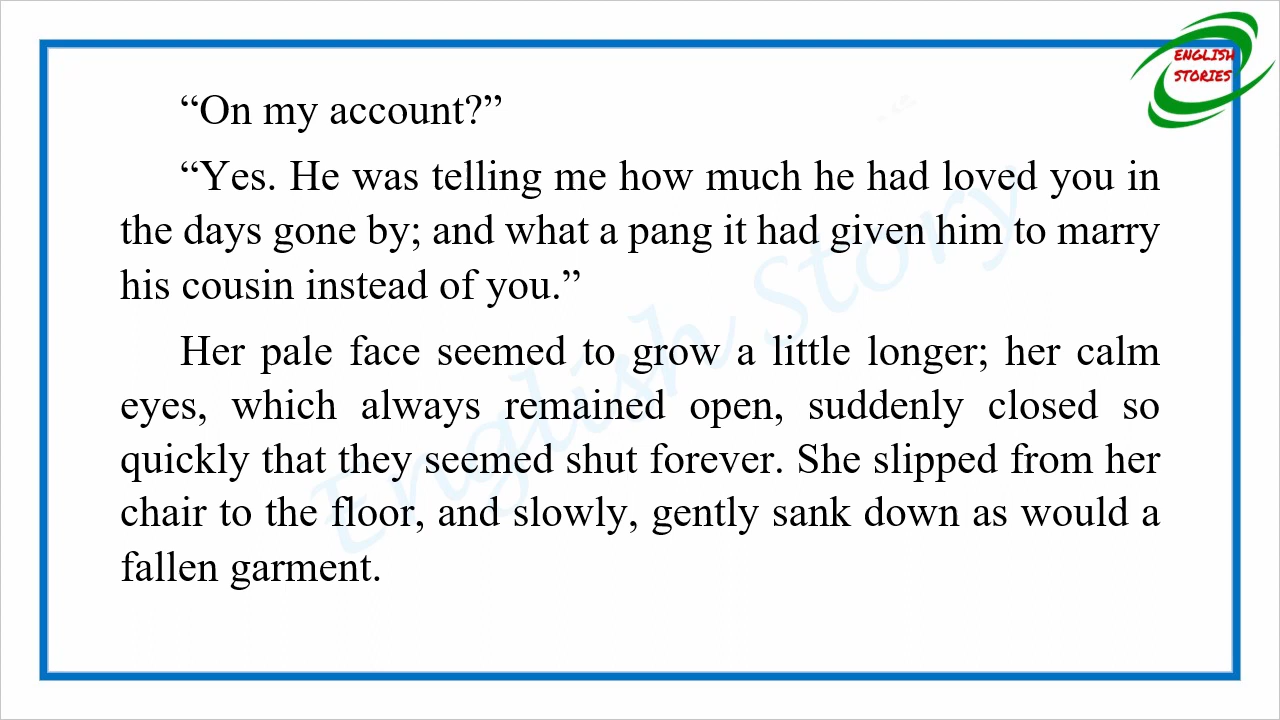 ENGLISH
STORIES
“On my account?”
“Yes. He was telling me how much he had loved you in
the days gone by; and what a pang it had given him to marry
his cousin instead of you.”
Her pale face seemed to grow a little longer; her calm
eyes, which always remained open, suddenly closed so
quickly that they seemed shut forever. She slipped from her
chair to the floor, and slowly, gently sank down as would a
fallen garment.
English Story